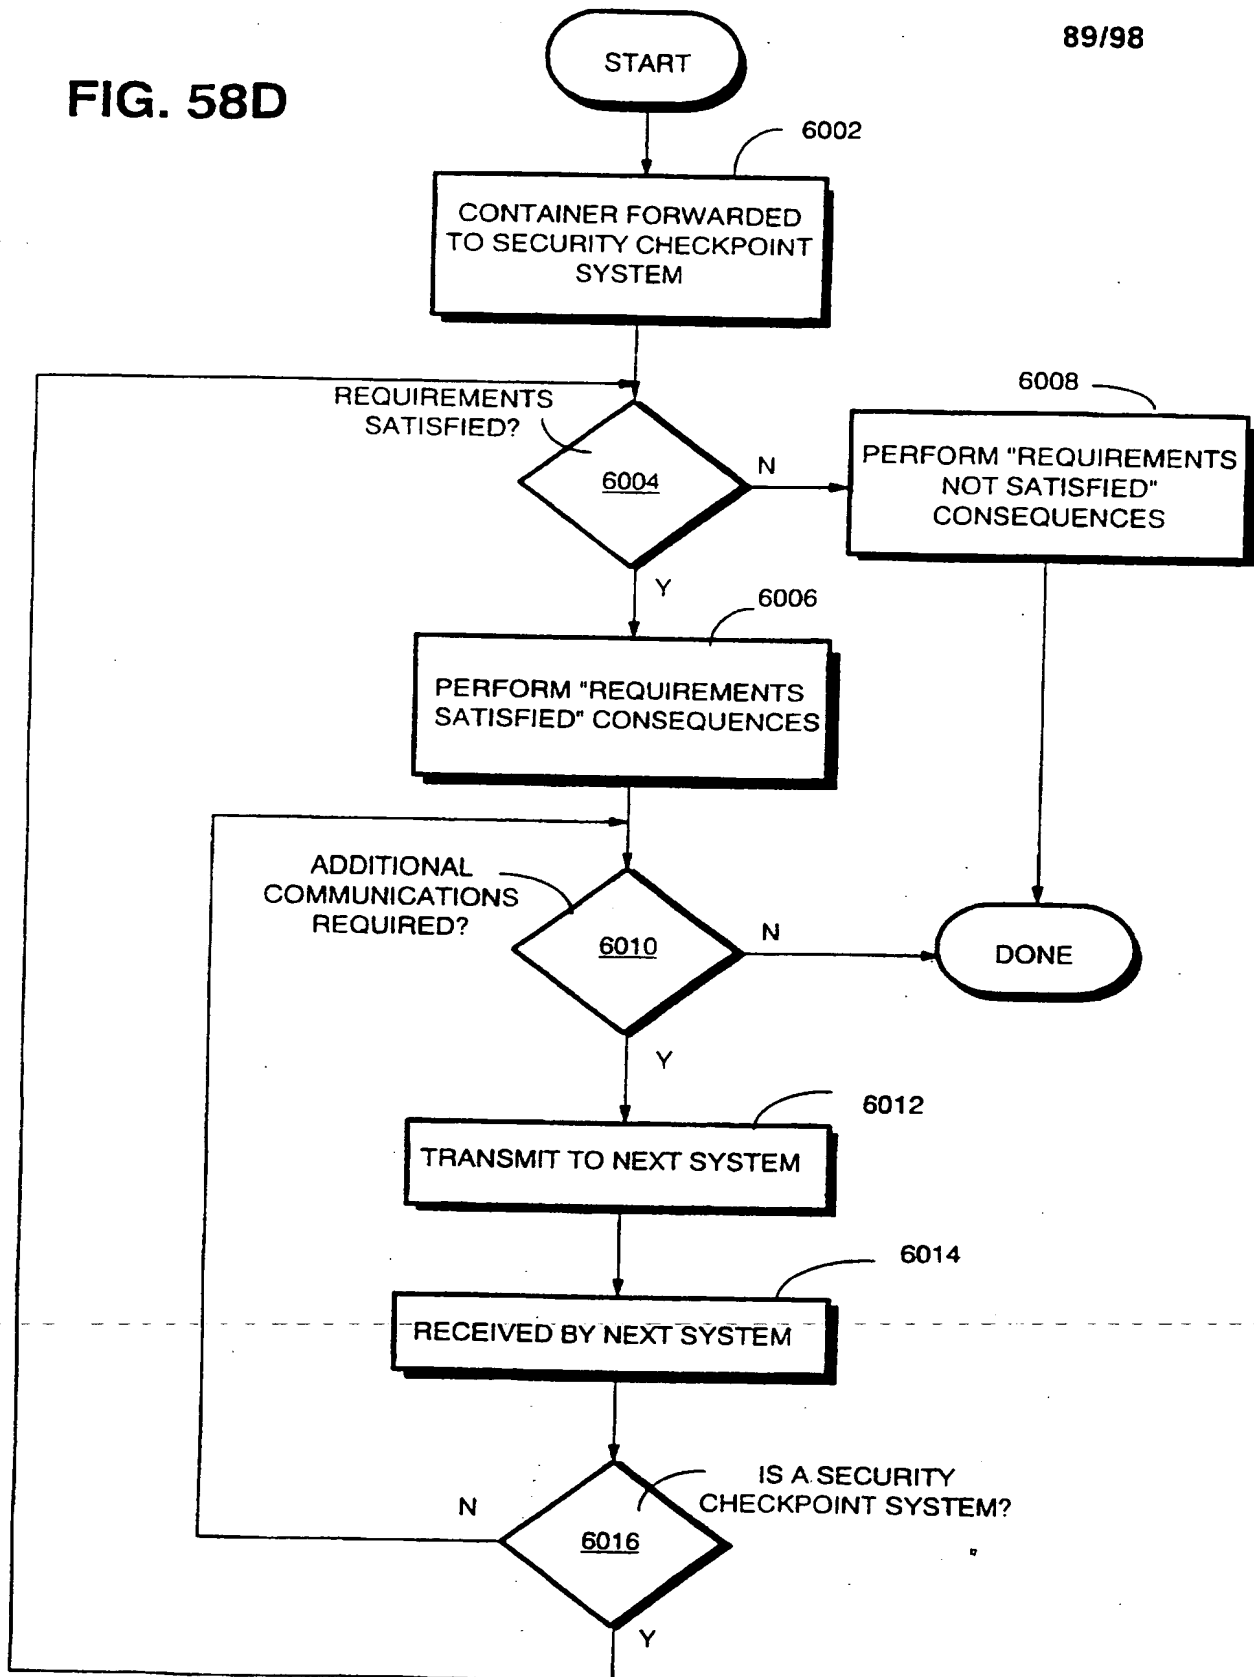 89/98
FIG. 58D
START
6002
CONTAINER FORWARDED
TO SECURITY CHECKPOINT
SYSTEM
REQUIREMENTS
SATISFIED?
6004
N
Y
6008
PERFORM "REQUIREMENTS
NOT SATISFIED"
CONSEQUENCES
6006
PERFORM "REQUIREMENTS
SATISFIED" CONSEQUENCES
ADDITIONAL
COMMUNICATIONS
REQUIRED?
6010
N
DONE
Y
6012
TRANSMIT TO NEXT SYSTEM
6014
RECEIVED BY NEXT SYSTEM
IS A SECURITY
CHECKPOINT SYSTEM?
N
6016
Y